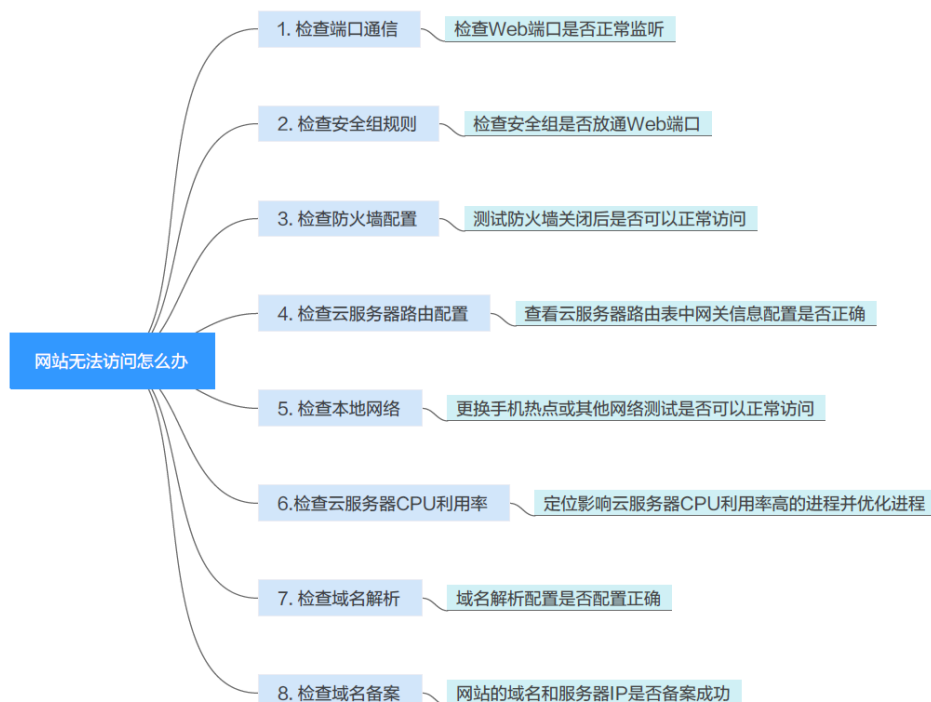 1. 检查端口通信
检查Web端口是否正常监听
2. 检查安全组规则
检查安全组是否放通Web端口
3. 检查防火墙配置
测试防火墙关闭后是否可以正常访问
4. 检查云服务器路由配置
查看云服务器路由表中网关信息配置是否正确
网站无法访问怎么办
5. 检查本地网络
更换手机热点或其他网络测试是否可以正常访问
6.检查云服务器CPU利用率
定位影响云服务器CPU利用率高的进程并优化进程
7. 检查域名解析
域名解析配置是否配置正确
8. 检查域名备案
网站的域名和服务器IP是否备案成功